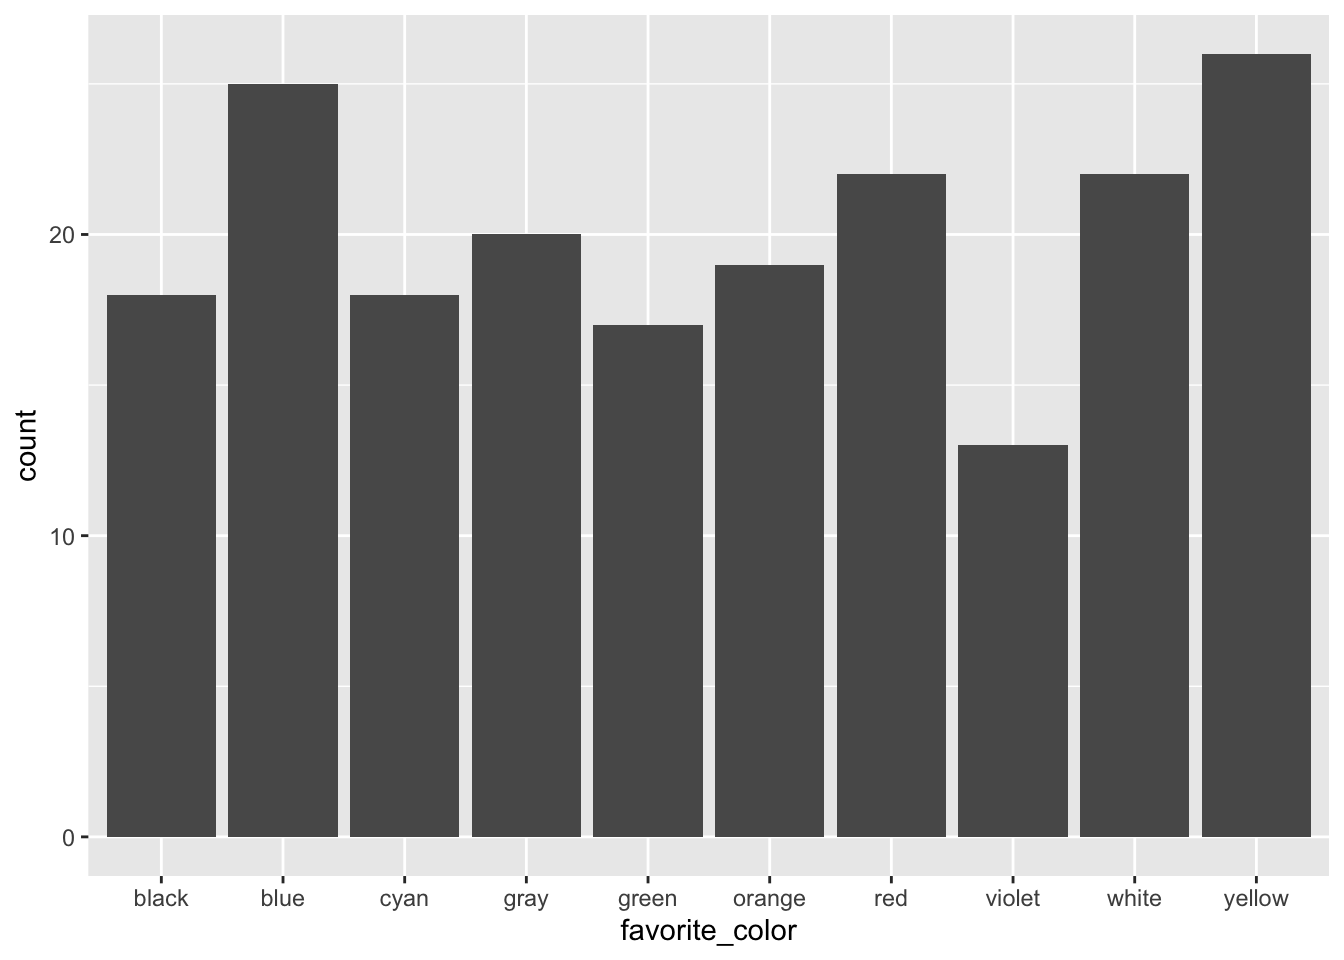 count
20
10
0
black blue cyan gray green orange red violet white yellow
favorite_color